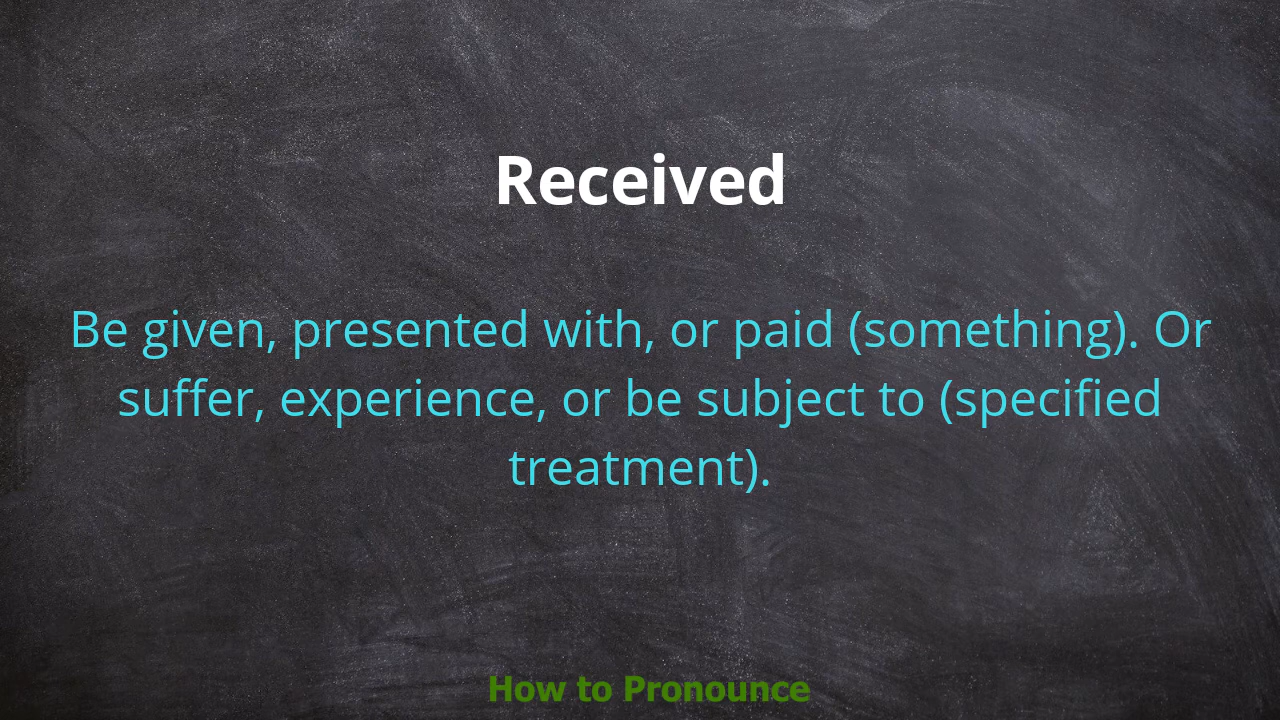 Received
Be given, presented with, or paid (something). Or
suffer, experience, or be subject to (specified
treatment).
How to Pronounce